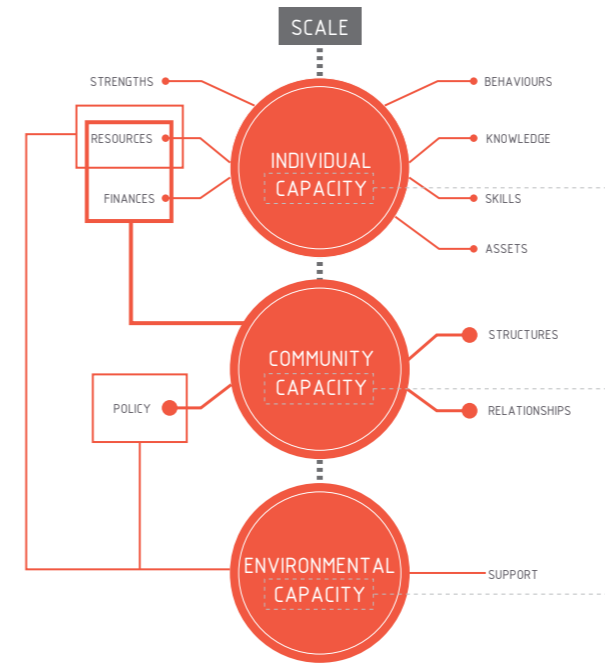 SCALE
STRENGTHS
BEHAVIOURS
RESOURCES
KNOWLEDGE
INDIVIDUAL
CAPACITY
FINANCES
SKILLS
ASSETS
STRUCTURES
COMMUNITY
CAPACITY
POLICY
RELATIONSHIPS
ENVIRONMENTAL
CAPACITY
SUPPORT